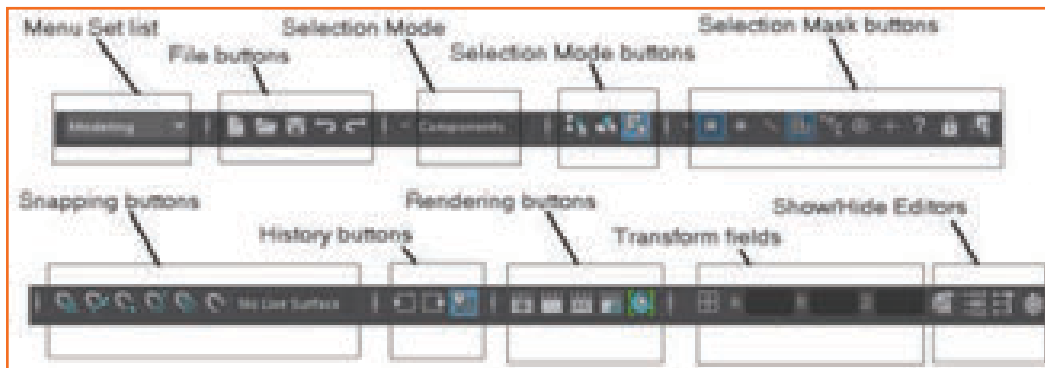 Menu Set list
File buttons
Selection Mode
Selection Mode buttons
Selection Mask buttons
Modeling
Components
?
Snapping buttons
History buttons
Rendering buttons
Transform fields
Show/Hide Editors
No Live Surface